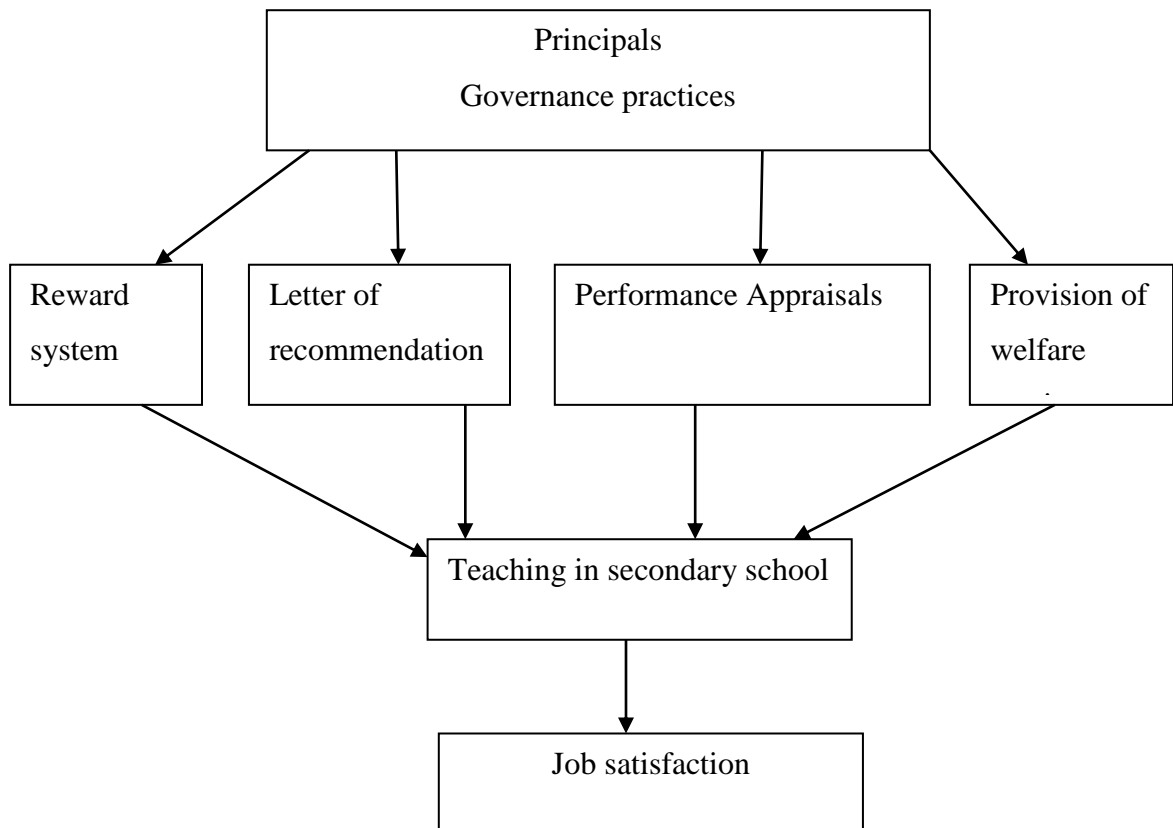 Principals
Governance practices
Reward
system
Letter of
recommendation
Performance Appraisals
Provision of
welfare
Teaching in secondary school
Job satisfaction